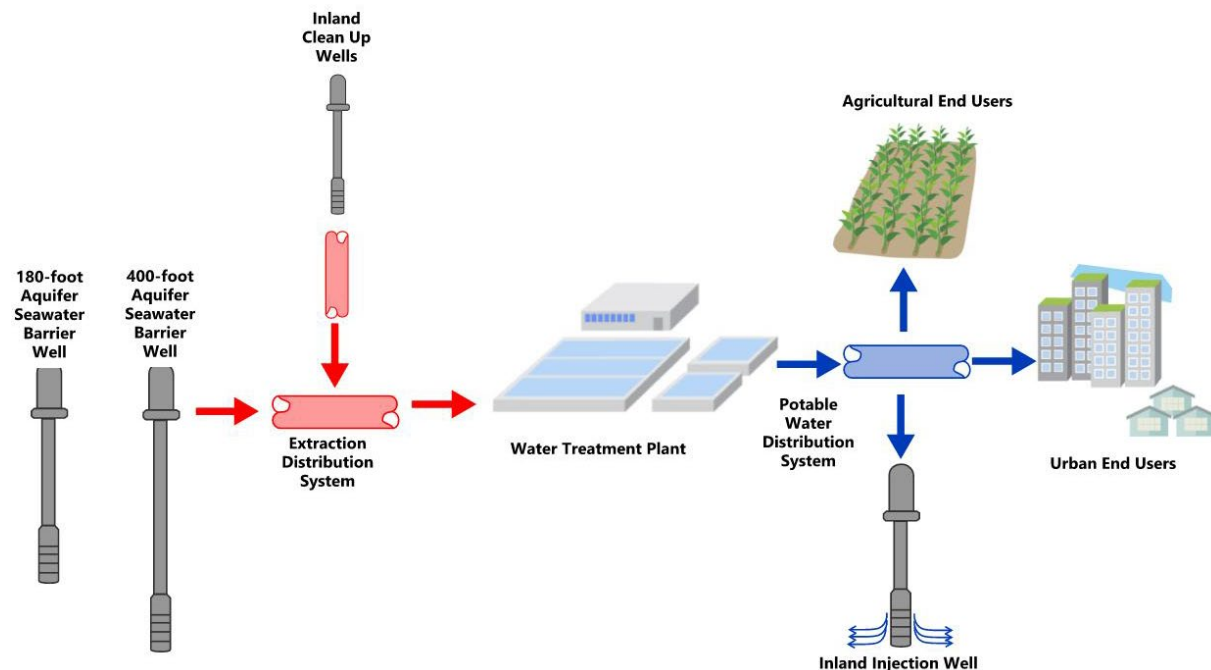 Inland
Clean Up
Wells
Agricultural End Users
180-foot
Aquifer
Seawater
Barrier
Well
400-foot
Aquifer
Seawater
Barrier
Well
Extraction
Distribution
System
Water Treatment Plant
Potable
Water
Distribution
System
Urban End Users
Inland Injection Well